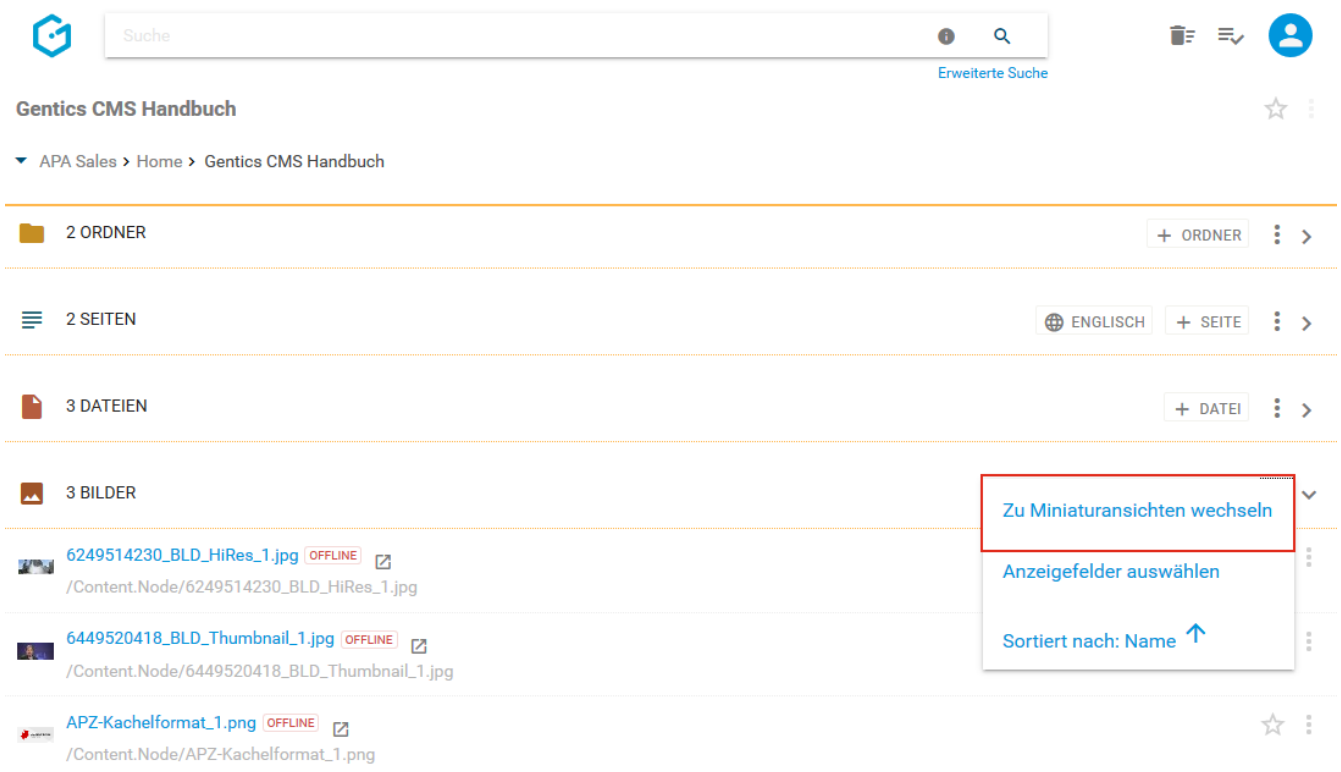 Suche
Erweiterte Suche
Gentics CMS Handbuch
APA Sales > Home > Gentics CMS Handbuch
2 ORDNER
+ ORDNER
2 SEITEN
ENGLISCH + SEITE
3 DATEIEN
+ DATEI
3 BILDER
Zu Miniaturansichten wechseln
Anzeigefelder auswählen
Sortiert nach: Name
6249514230_BLD_HiRes_1.jpg OFFLINE
/Content.Node/6249514230_BLD_HiRes_1.jpg
6449520418_BLD_Thumbnail_1.jpg OFFLINE
/Content.Node/6449520418_BLD_Thumbnail_1.jpg
APZ-Kachelformat_1.png OFFLINE
/Content.Node/APZ-Kachelformat_1.png